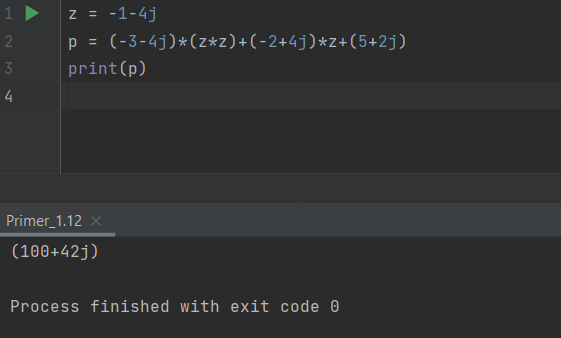 1 z = -1-4j
2 p = (-3-4j)*(z*z)+(-2+4j)*z+(5+2j)
3 print(p)
4
Primer_1.12 ×
(100+42j)
Process finished with exit code 0